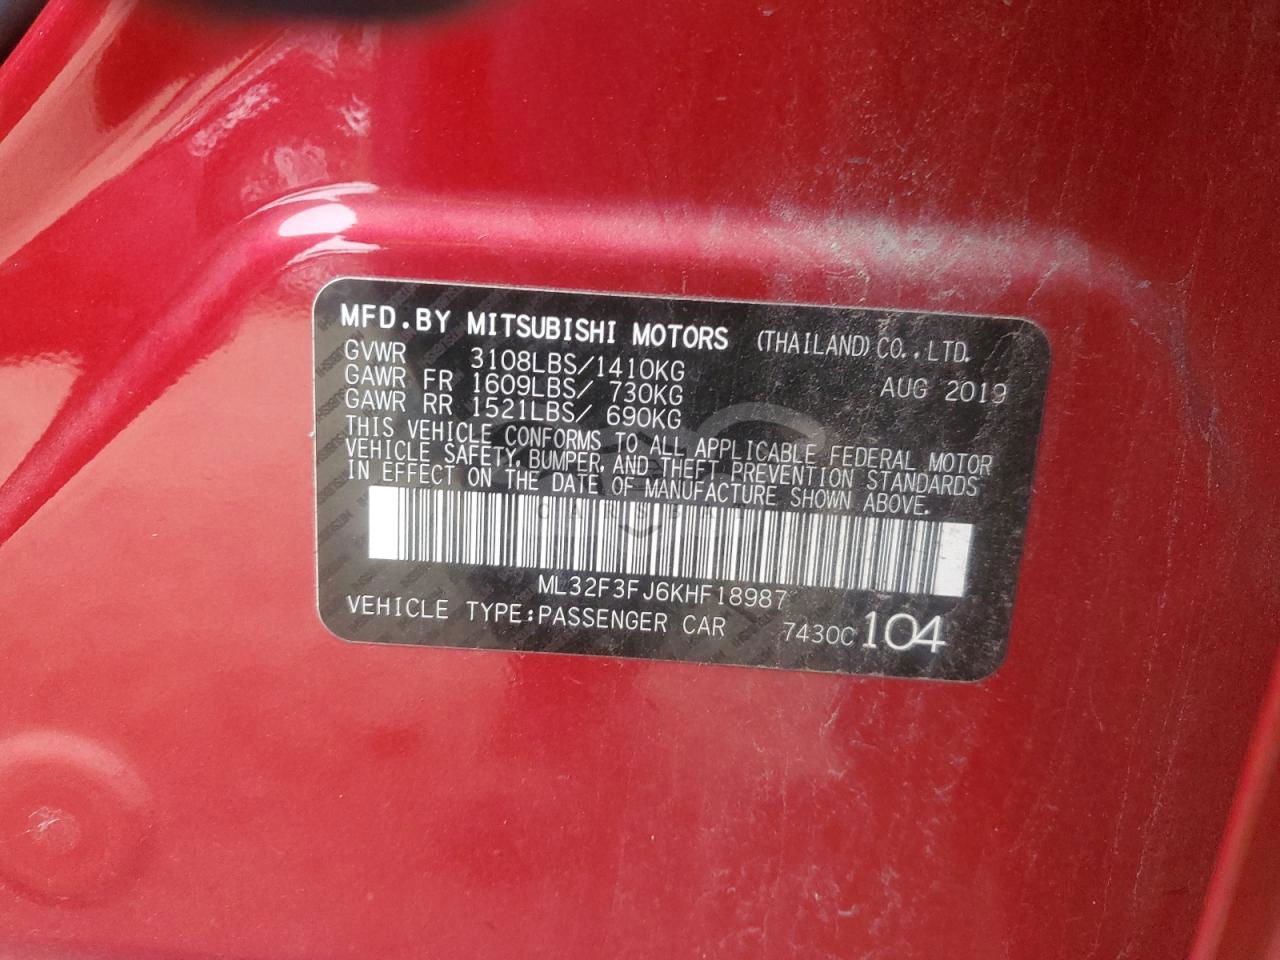 MFD.BY MITSUBISHI MOTORS (THAILAND) CO.,LTD.
GVWR 3108LBS/1410KG AUG 2019
GAWR FR 1609LBS/ 730KG
GAWR RR 1521LBS/ 690KG
THIS VEHICLE CONFORMS TO ALL APPLICABLE FEDERAL MOTOR
VEHICLE SAFETY, BUMPER, AND THEFT PREVENTION STANDARDS
IN EFFECT ON THE DATE OF MANUFACTURE SHOWN ABOVE.
ML32F3FJ6KHF18987
VEHICLE TYPE:PASSENGER CAR 7430C 104